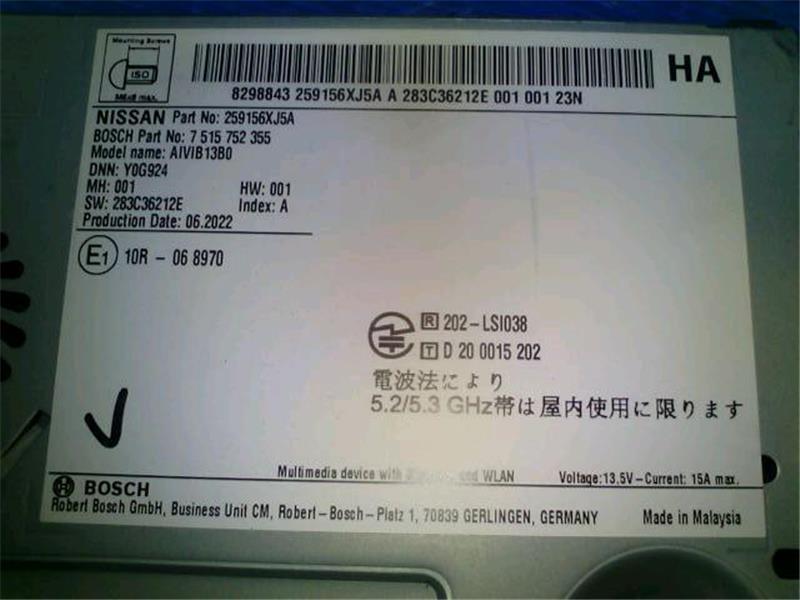 Mounting Screws
ISO
M5x8 max.
HA
8298843 259156XJ5A A 283C36212E 001 001 23N
NISSAN Part No: 259156XJ5A
BOSCH Part No: 7 515 752 355
Model name: AIVIB13B0
DNN: Y0G924
MH: 001 HW: 001
SW: 283C36212E Index: A
Production Date: 06.2022
E1 10R - 06 8970
R 202-LSI038
T D 20 0015 202
電波法により
5.2/5.3 GHz帯は屋内使用に限ります
Multimedia device with and WLAN Voltage:13,5V-Current: 15A max.
BOSCH
Robert Bosch GmbH, Business Unit CM, Robert-Bosch-Platz 1, 70839 GERLINGEN, GERMANY Made in Malaysia